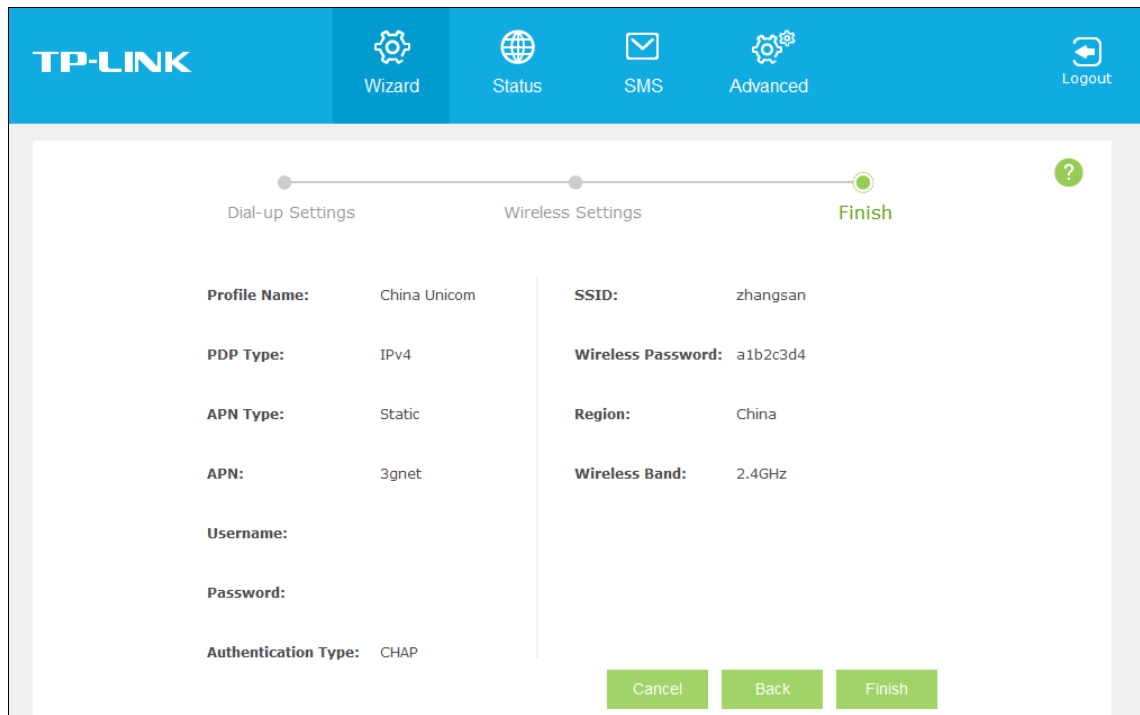 TP-LINK
Wizard
Status
SMS
Advanced
Logout
?
Dial-up Settings
Wireless Settings
Finish
Profile Name: China Unicom
PDP Type: IPv4
APN Type: Static
APN: 3gnet
Username:
Password:
Authentication Type: CHAP
SSID: zhangsan
Wireless Password: a1b2c3d4
Region: China
Wireless Band: 2.4GHz
Cancel
Back
Finish